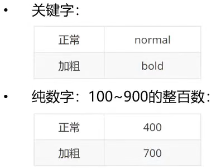 • 关键字：
正常 normal
加粗 bold
• 纯数字：100~900的整百数：
正常 400
加粗 700